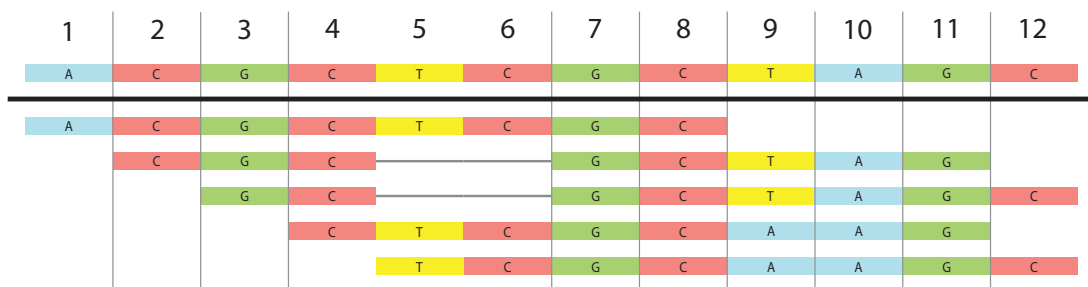 1 2 3 4 5 6 7 8 9 10 11 12
A C G C T C G C T A G C
A C G C T C G C
C G C G C T A G
G C G C T A G C
C T C G C A A G
T C G C A A G C